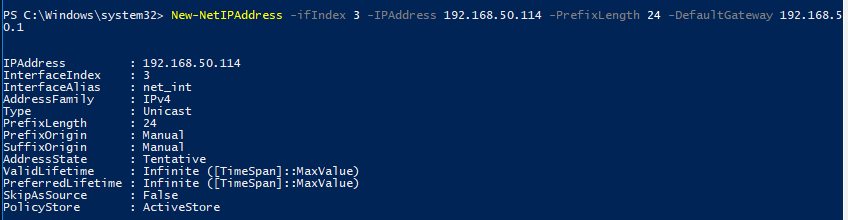 PS C:\Windows\system32> New-NetIPAddress -ifIndex 3 -IPAddress 192.168.50.114 -PrefixLength 24 -DefaultGateway 192.168.5
0.1
IPAddress         : 192.168.50.114
InterfaceIndex    : 3
InterfaceAlias    : net_int
AddressFamily     : IPv4
Type              : Unicast
PrefixLength      : 24
PrefixOrigin      : Manual
SuffixOrigin      : Manual
AddressState      : Tentative
ValidLifetime     : Infinite ([TimeSpan]::MaxValue)
PreferredLifetime : Infinite ([TimeSpan]::MaxValue)
SkipAsSource      : False
PolicyStore       : ActiveStore